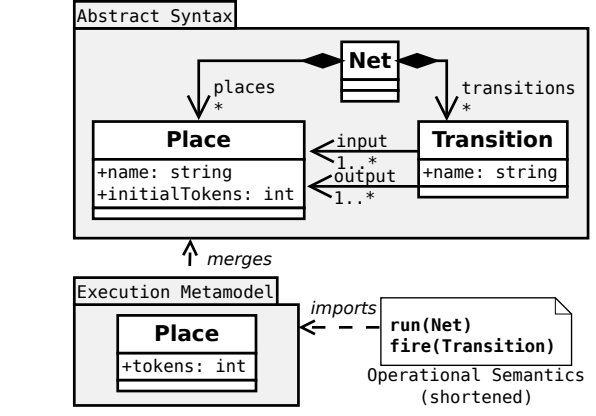 Abstract Syntax
Net
places
*
transitions
*
Place
+name: string
+initialTokens: int
input
1..*
output
1..*
Transition
+name: string
merges
Execution Metamodel
Place
+tokens: int
imports
run(Net)
fire(Transition)
Operational Semantics
(shortened)